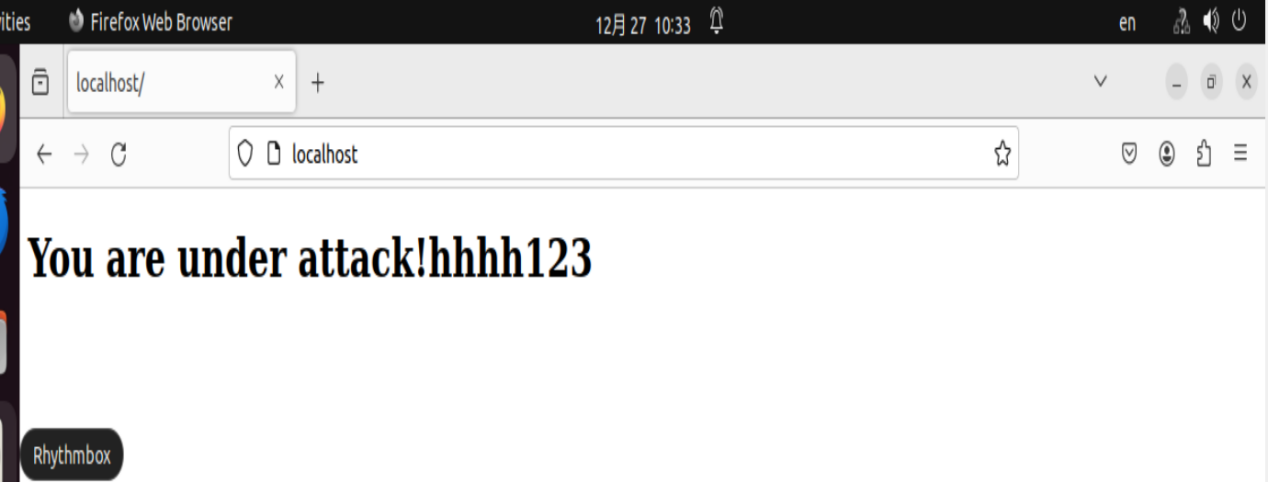 ities Firefox Web Browser 12月 27 10:33 en
localhost/
localhost
You are under attack!hhhh123
Rhythmbox